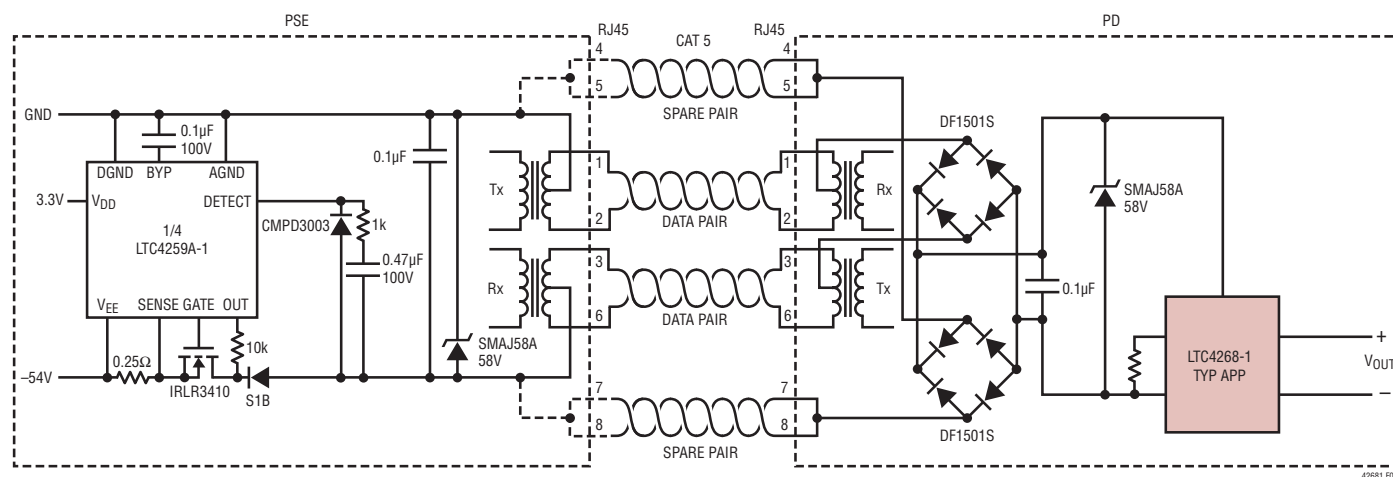 PSE
PD
RJ45
CAT 5
RJ45
4
5
4
5
SPARE PAIR
GND
0.1µF
100V
DGND BYP AGND
0.1µF
3.3V
VDD
DETECT
CMPD3003
1k
1/4
LTC4259A-1
0.47µF
100V
VEE SENSE GATE OUT
10k
–54V
0.25Ω
IRLR3410
S1B
SMAJ58A
58V
Tx
1
2
DATA PAIR
1
2
Rx
Rx
3
6
DATA PAIR
3
6
Tx
7
8
SPARE PAIR
7
8
DF1501S
SMAJ58A
58V
0.1µF
LTC4268-1
TYP APP
+
VOUT
–
DF1501S